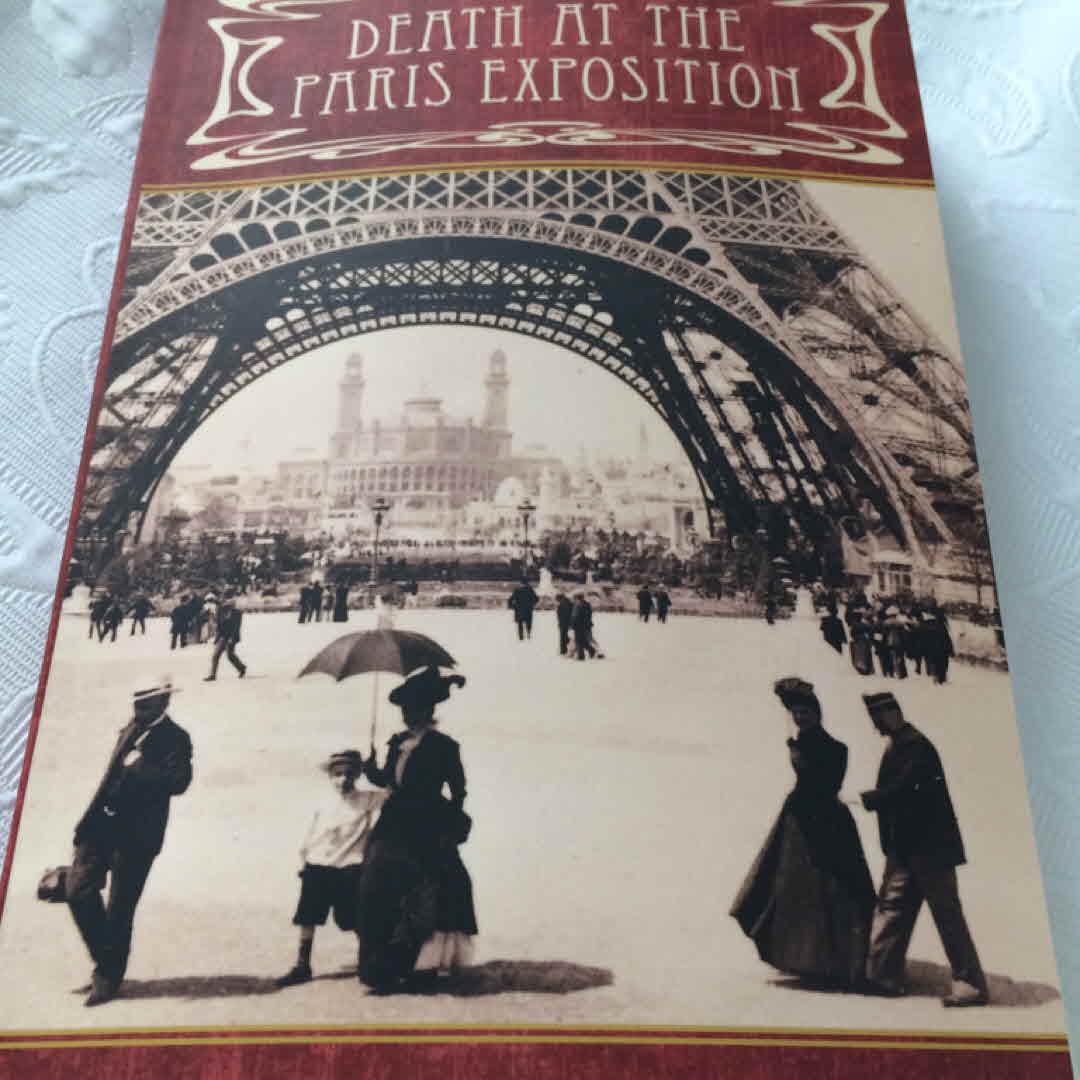 DEATH AT THE
PARIS EXPOSITION